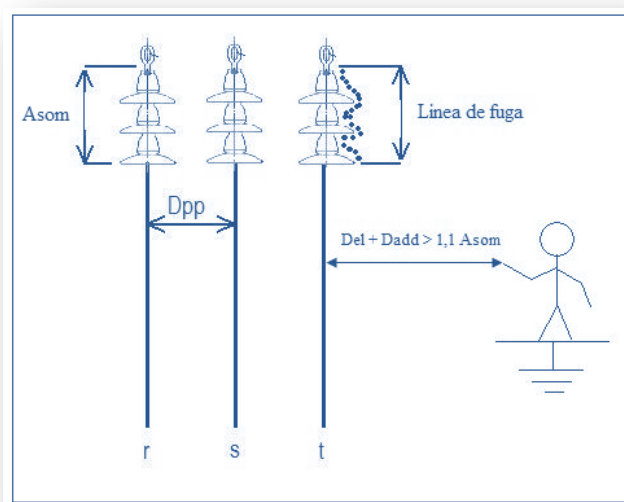 Asom
Linea de fuga
Dpp
Del + Dadd > 1,1 Asom
r
s
t